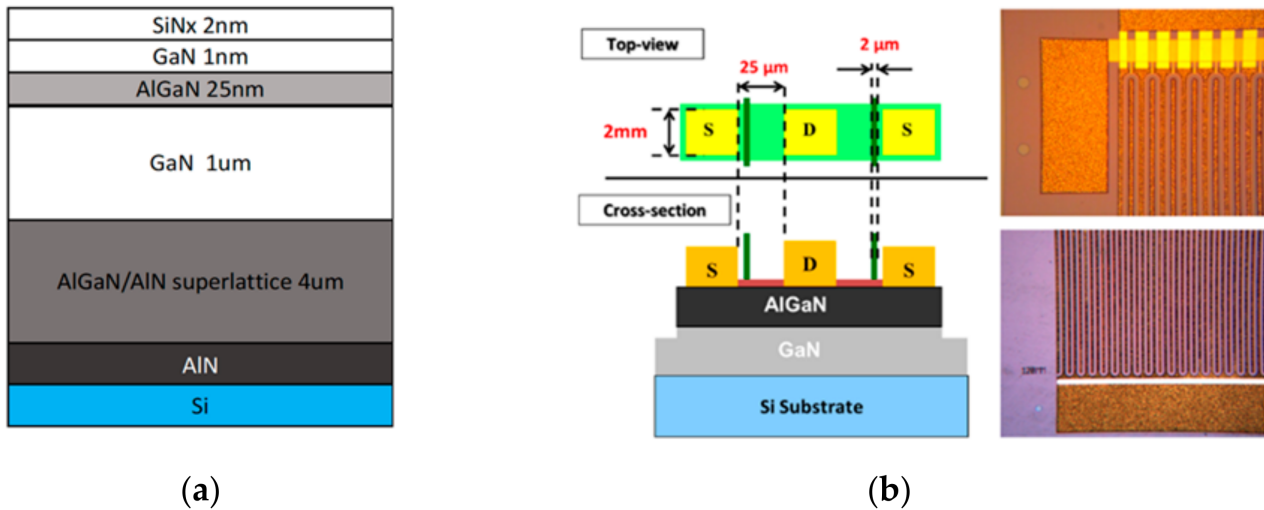 SiNx 2nm
GaN 1nm
AlGaN 25nm
GaN 1um
AlGaN/AlN superlattice 4um
AlN
Si
(a)
Top-view
25 μm
2 μm
2mm
S
D
S
Cross-section
S
D
S
AlGaN
GaN
Si Substrate
(b)